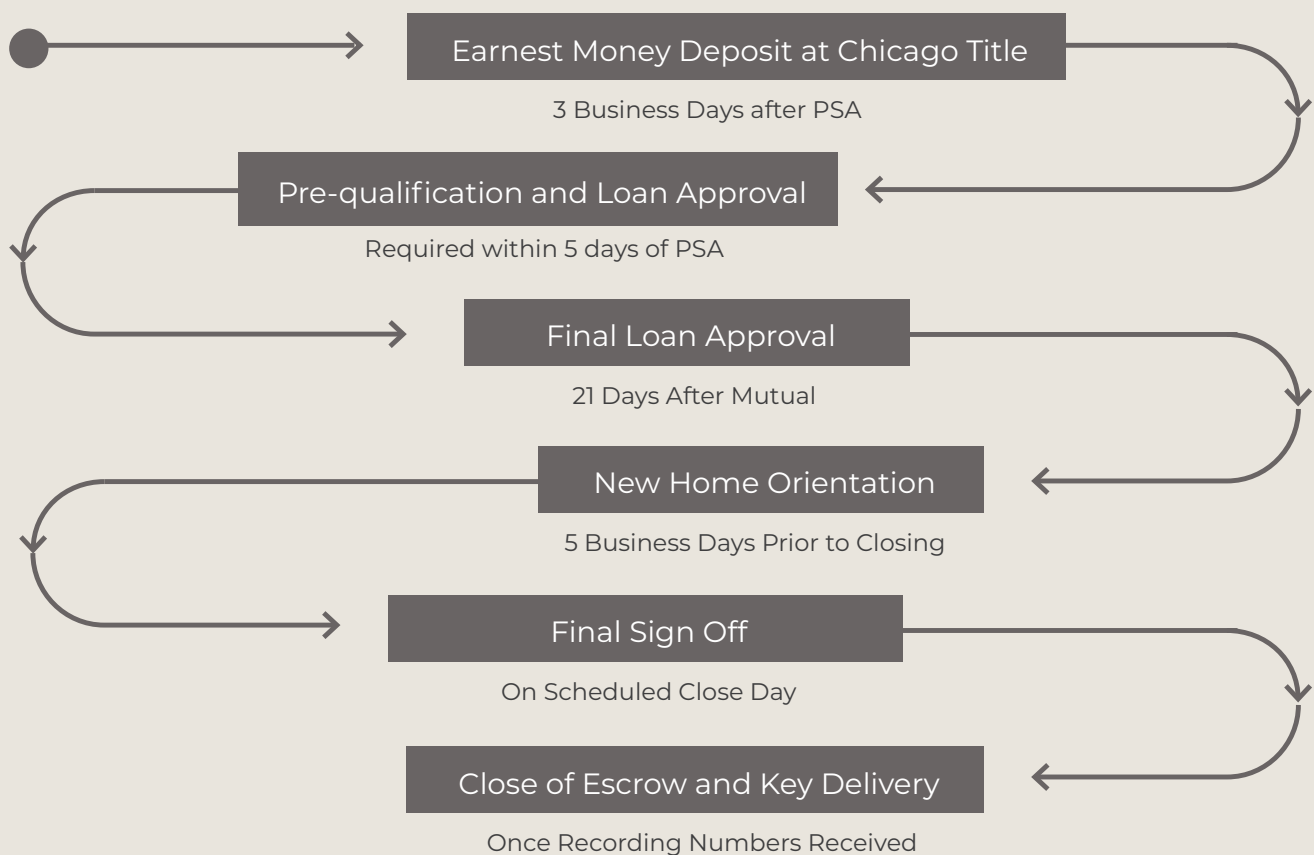 Earnest Money Deposit at Chicago Title
3 Business Days after PSA
Pre-qualification and Loan Approval
Required within 5 days of PSA
Final Loan Approval
21 Days After Mutual
New Home Orientation
5 Business Days Prior to Closing
Final Sign Off
On Scheduled Close Day
Close of Escrow and Key Delivery
Once Recording Numbers Received